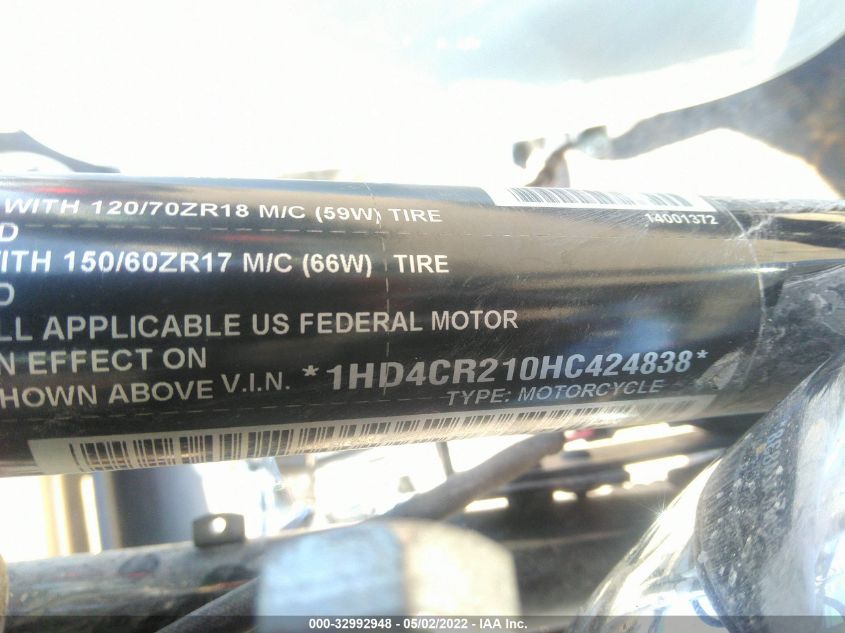 WITH 120/70ZR18 M/C (59W) TIRE
D
WITH 150/60ZR17 M/C (66W) TIRE
D
LL APPLICABLE US FEDERAL MOTOR
N EFFECT ON
HOWN ABOVE V.I.N. *1HD4CR210HC424838*
TYPE: MOTORCYCLE
14001372
000-32992948 - 05/02/2022 - IAA Inc.